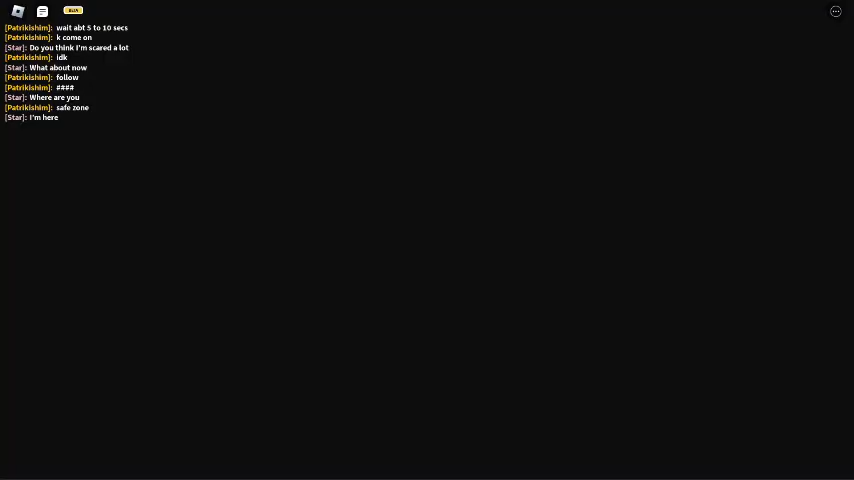 BETA
[Patrikishim]: wait abt 5 to 10 secs
[Patrikishim]: k come on
[Star]: Do you think I'm scared a lot
[Patrikishim]: idk
[Star]: What about now
[Patrikishim]: follow
[Patrikishim]: ####
[Star]: Where are you
[Patrikishim]: safe zone
[Star]: I'm here